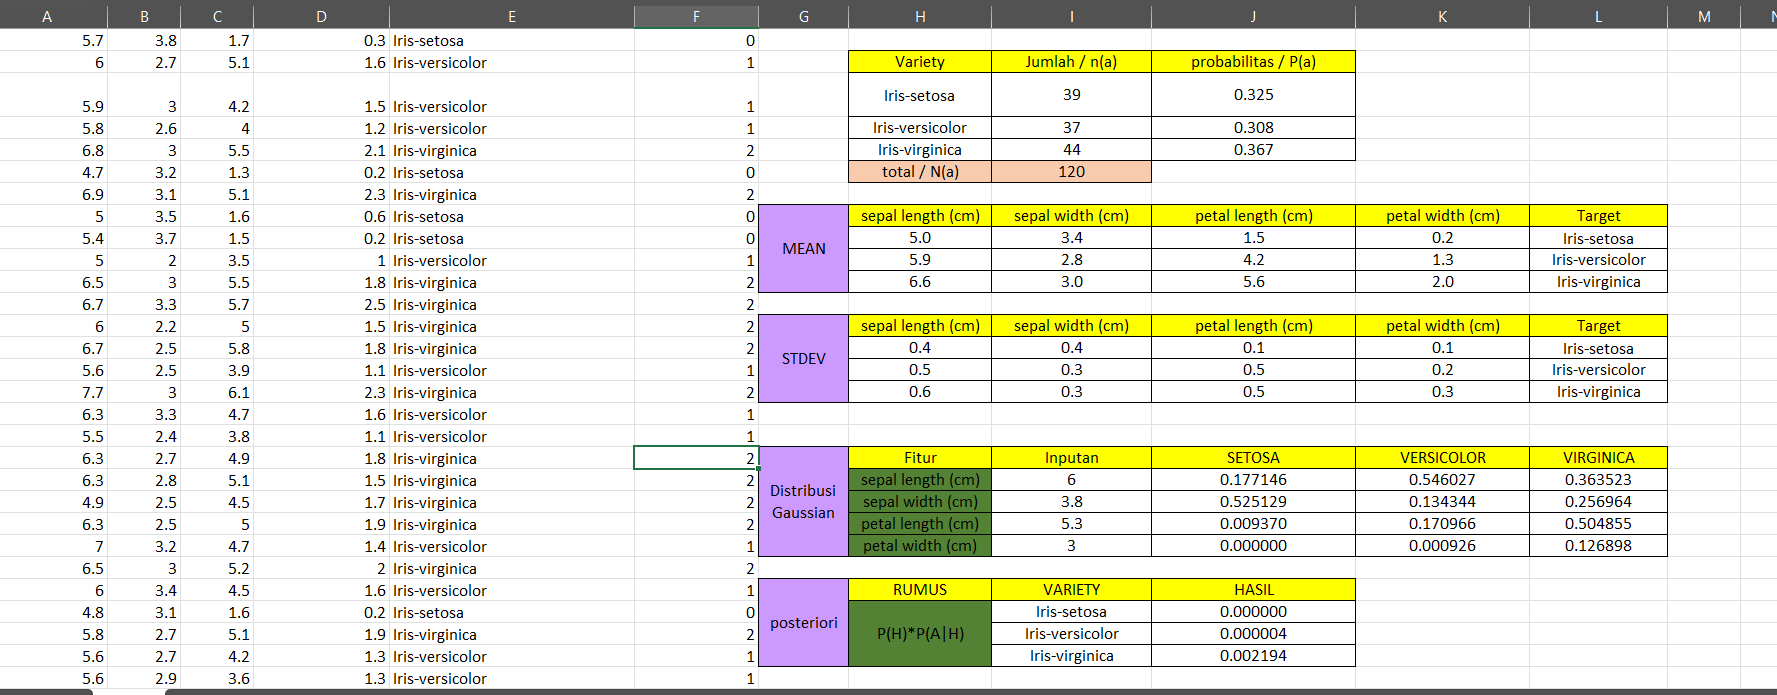 A B C D E F G H I J K L M N
5.7 3.8 1.7 0.3 Iris-setosa 0
6 2.7 5.1 1.6 Iris-versicolor 1 Variety Jumlah / n(a) probabilitas / P(a)
5.9 3 4.2 1.5 Iris-versicolor 1 Iris-setosa 39 0.325
5.8 2.6 4 1.2 Iris-versicolor 1 Iris-versicolor 37 0.308
6.8 3 5.5 2.1 Iris-virginica 2 Iris-virginica 44 0.367
4.7 3.2 1.3 0.2 Iris-setosa 0 total / N(a) 120
6.9 3.1 5.1 2.3 Iris-virginica 2
5 3.5 1.6 0.6 Iris-setosa 0 sepal length (cm) sepal width (cm) petal length (cm) petal width (cm) Target
5.4 3.7 1.5 0.2 Iris-setosa 0 MEAN 5.0 3.4 1.5 0.2 Iris-setosa
5 2 3.5 1 Iris-versicolor 1 5.9 2.8 4.2 1.3 Iris-versicolor
6.5 3 5.5 1.8 Iris-virginica 2 6.6 3.0 5.6 2.0 Iris-virginica
6.7 3.3 5.7 2.5 Iris-virginica 2
6 2.2 5 1.5 Iris-virginica 2 sepal length (cm) sepal width (cm) petal length (cm) petal width (cm) Target
6.7 2.5 5.8 1.8 Iris-virginica 2 STDEV 0.4 0.4 0.1 0.1 Iris-setosa
5.6 2.5 3.9 1.1 Iris-versicolor 1 0.5 0.3 0.5 0.2 Iris-versicolor
7.7 3 6.1 2.3 Iris-virginica 2 0.6 0.3 0.5 0.3 Iris-virginica
6.3 3.3 4.7 1.6 Iris-versicolor 1
5.5 2.4 3.8 1.1 Iris-versicolor 1
6.3 2.7 4.9 1.8 Iris-virginica 2 Fitur Inputan SETOSA VERSICOLOR VIRGINICA
6.3 2.8 5.1 1.5 Iris-virginica 2 Distribusi sepal length (cm) 6 0.177146 0.546027 0.363523
4.9 2.5 4.5 1.7 Iris-virginica 2 Gaussian sepal width (cm) 3.8 0.525129 0.134344 0.256964
6.3 2.5 5 1.9 Iris-virginica 2 petal length (cm) 5.3 0.009370 0.170966 0.504855
7 3.2 4.7 1.4 Iris-versicolor 1 petal width (cm) 3 0.000000 0.000926 0.126898
6.5 3 5.2 2 Iris-virginica 2
6 3.4 4.5 1.6 Iris-versicolor 1 RUMUS VARIETY HASIL
4.8 3.1 1.6 0.2 Iris-setosa 0 posteriori P(H)*P(A|H) Iris-setosa 0.000000
5.8 2.7 5.1 1.9 Iris-virginica 2 Iris-versicolor 0.000004
5.6 2.7 4.2 1.3 Iris-versicolor 1 Iris-virginica 0.002194
5.6 2.9 3.6 1.3 Iris-versicolor 1